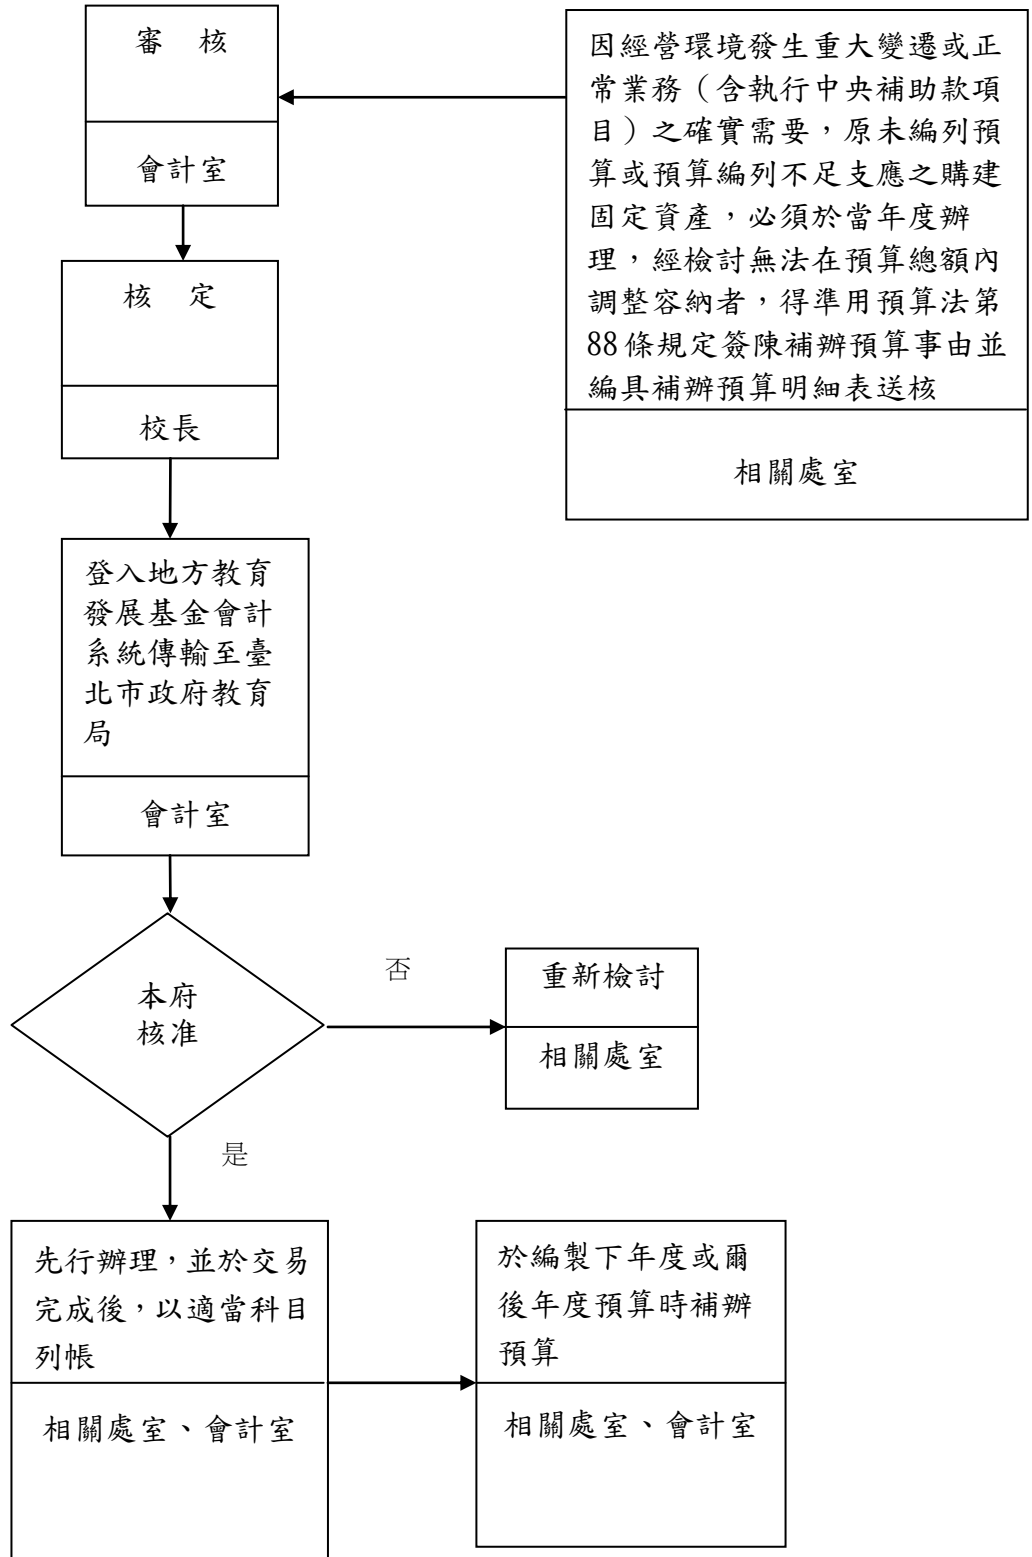 審　核
會計室
因經營環境發生重大變遷或正
常業務（含執行中央補助款項
目）之確實需要，原未編列預
算或預算編列不足支應之購建
固定資產，必須於當年度辦
理，經檢討無法在預算總額內
調整容納者，得準用預算法第
88條規定簽陳補辦預算事由並
編具補辦預算明細表送核
相關處室
核　定
校長
登入地方教育
發展基金會計
系統傳輸至臺
北市政府教育
局
會計室
本府
核准
否
重新檢討
相關處室
是
先行辦理，並於交易
完成後，以適當科目
列帳
相關處室、會計室
於編製下年度或爾
後年度預算時補辦
預算
相關處室、會計室